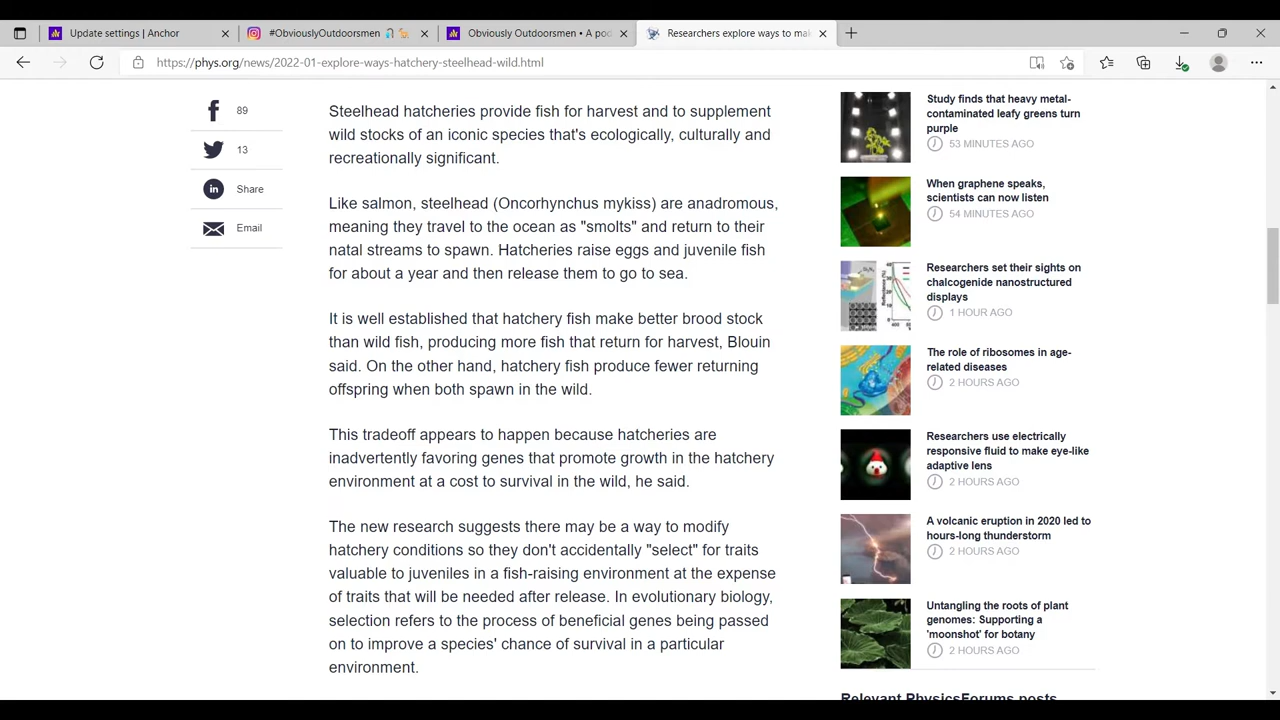 Update settings | Anchor
#ObviouslyOutdoorsmen
Obviously Outdoorsmen • A pod
Researchers explore ways to mak
https://phys.org/news/2022-01-explore-ways-hatchery-steelhead-wild.html
89
13
Share
Email
Steelhead hatcheries provide fish for harvest and to supplement
wild stocks of an iconic species that's ecologically, culturally and
recreationally significant.
Like salmon, steelhead (Oncorhynchus mykiss) are anadromous,
meaning they travel to the ocean as "smolts" and return to their
natal streams to spawn. Hatcheries raise eggs and juvenile fish
for about a year and then release them to go to sea.
It is well established that hatchery fish make better brood stock
than wild fish, producing more fish that return for harvest, Blouin
said. On the other hand, hatchery fish produce fewer returning
offspring when both spawn in the wild.
This tradeoff appears to happen because hatcheries are
inadvertently favoring genes that promote growth in the hatchery
environment at a cost to survival in the wild, he said.
The new research suggests there may be a way to modify
hatchery conditions so they don't accidentally "select" for traits
valuable to juveniles in a fish-raising environment at the expense
of traits that will be needed after release. In evolutionary biology,
selection refers to the process of beneficial genes being passed
on to improve a species' chance of survival in a particular
environment.
Study finds that heavy metal-
contaminated leafy greens turn
purple
53 MINUTES AGO
When graphene speaks,
scientists can now listen
54 MINUTES AGO
Researchers set their sights on
chalcogenide nanostructured
displays
1 HOUR AGO
The role of ribosomes in age-
related diseases
2 HOURS AGO
Researchers use electrically
responsive fluid to make eye-like
adaptive lens
2 HOURS AGO
A volcanic eruption in 2020 led to
hours-long thunderstorm
2 HOURS AGO
Untangling the roots of plant
genomes: Supporting a
'moonshot' for botany
2 HOURS AGO
Relevant PhysicsForums posts